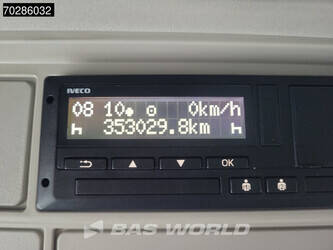 70286032
IVECO
08 10 0km/h
h 353029.8km h
OK
BAS WORLD